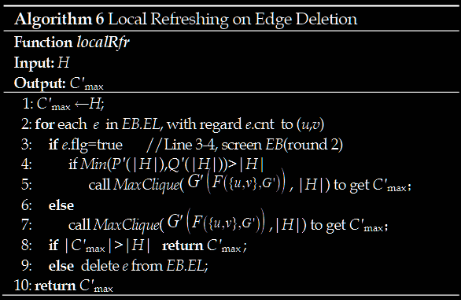 Algorithm 6 Local Refreshing on Edge Deletion
Function localRfr
Input: H
Output: C'max
1: C'max ←H;
2: for each e in EB.EL, with regard e.cnt to (u,v)
3: if e.flg=true //Line 3-4, screen EB(round 2)
4: if Min(P'(|H|),Q'(|H|))>|H|
5: call MaxClique( G'(F({u,v},G')) , |H|) to get C'max;
6: else
7: call MaxClique( G'(F({u,v},G')) ,|H|) to get C'max;
8: if |C'max|>|H| return C'max;
9: else delete e from EB.EL;
10: return C'max